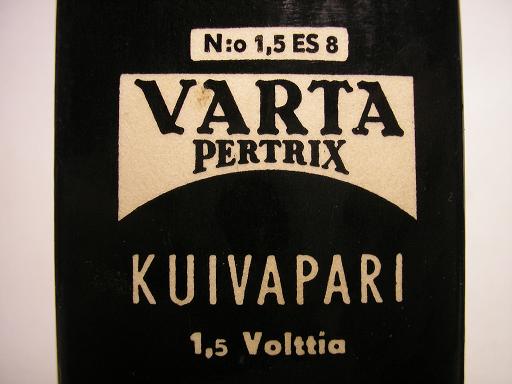 N:o 1,5 ES 8
VARTA
PERTRIX
KUIVAPARI
1,5 Volttia